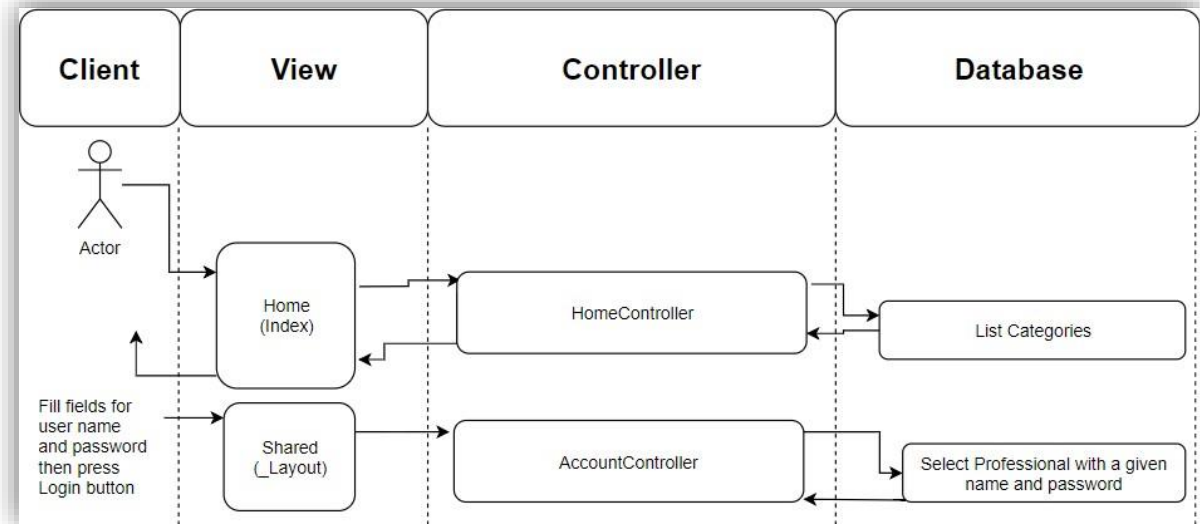 Client
View
Controller
Database
Actor
Home
(Index)
HomeController
List Categories
Fill fields for
user name
and password
then press
Login button
Shared
(_Layout)
AccountController
Select Professional with a given
name and password